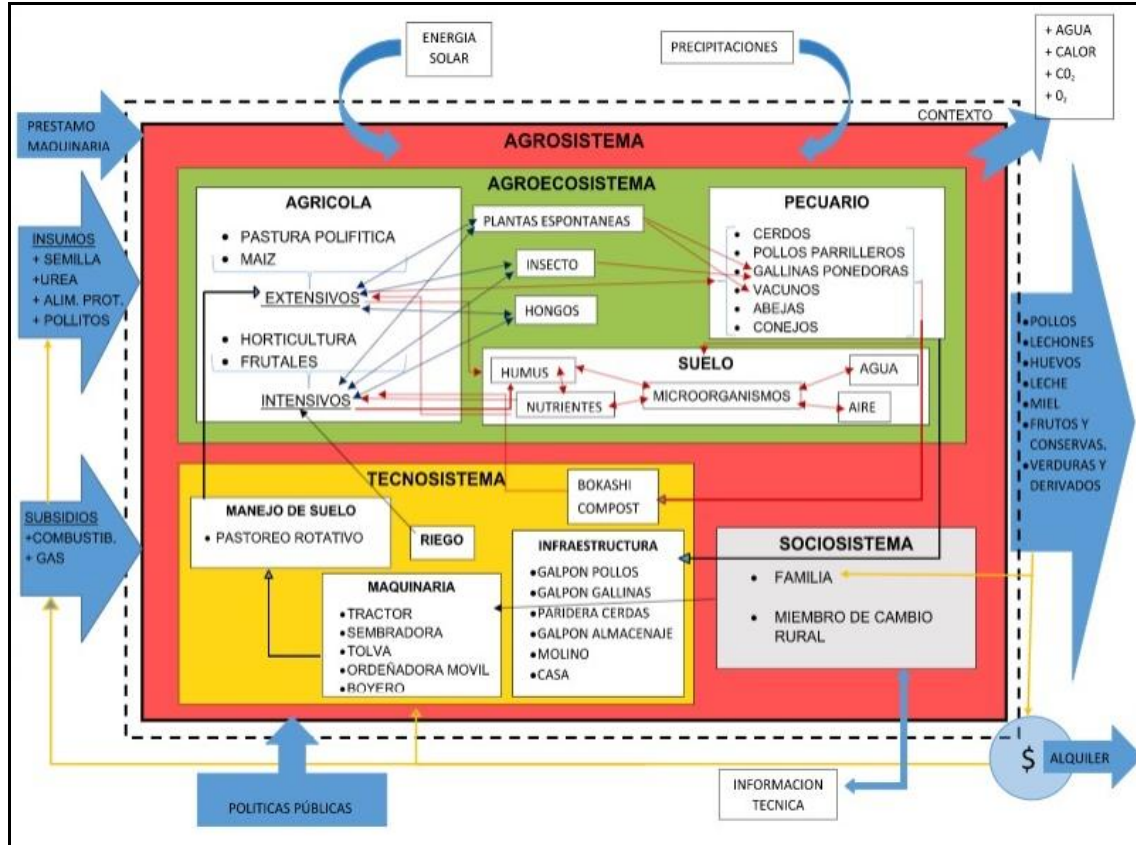 ENERGIA
SOLAR
PRECIPITACIONES
+ AGUA
+ CALOR
+ C0₂
+ 0₂
CONTEXTO
PRESTAMO
MAQUINARIA
AGROSISTEMA
AGROECOSISTEMA
AGRICOLA
• PASTURA POLIFITICA
• MAIZ
EXTENSIVOS
• HORTICULTURA
• FRUTALES
INTENSIVOS
PLANTAS ESPONTANEAS
INSECTO
HONGOS
PECUARIO
• CERDOS
• POLLOS PARRILLEROS
• GALLINAS PONEDORAS
• VACUNOS
• ABEJAS
• CONEJOS
SUELO
HUMUS
NUTRIENTES
MICROORGANISMOS
AGUA
AIRE
INSUMOS
+ SEMILLA
+UREA
+ ALIM. PROT.
+ POLLITOS
SUBSIDIOS
+COMBUSTIB.
+ GAS
TECNOSISTEMA
MANEJO DE SUELO
• PASTOREO ROTATIVO
RIEGO
BOKASHI
COMPOST
MAQUINARIA
•TRACTOR
•SEMBRADORA
•TOLVA
•ORDEÑADORA MOVIL
•BOYERO
INFRAESTRUCTURA
•GALPON POLLOS
•GALPON GALLINAS
•PARIDERA CERDAS
•GALPON ALMACENAJE
•MOLINO
•CASA
SOCIOSISTEMA
• FAMILIA
• MIEMBRO DE CAMBIO
RURAL
•POLLOS
•LECHONES
•HUEVOS
•LECHE
•MIEL
•FRUTOS Y
CONSERVAS.
•VERDURAS Y
DERIVADOS
$
ALQUILER
POLITICAS PÚBLICAS
INFORMACION
TECNICA